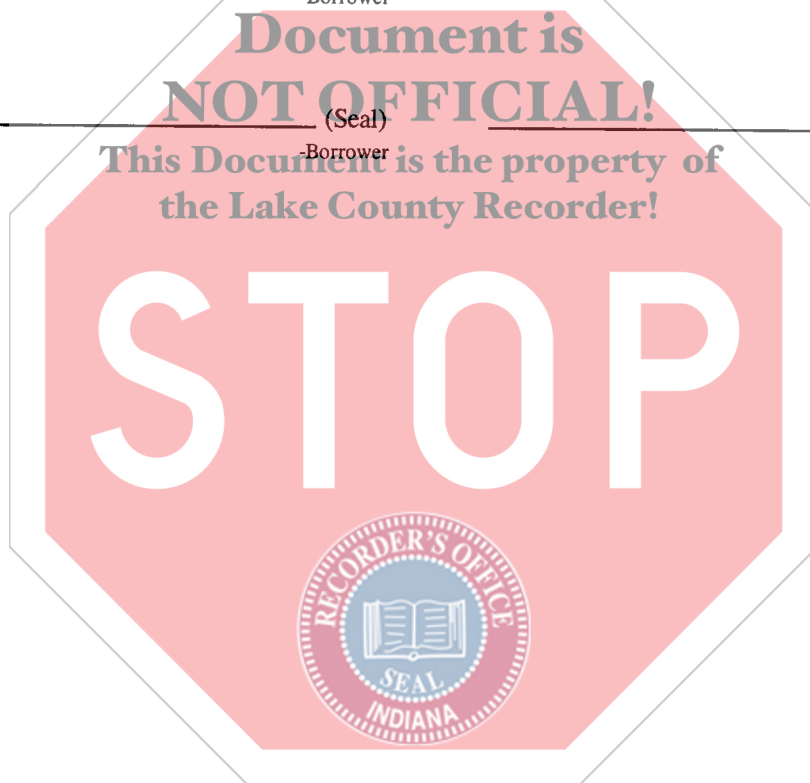 Borrower
Document is
NOT OFFICIAL!
(Seal)
-Borrower
This Document is the property of
the Lake County Recorder!
STOP
RECORDER'S OFFICE
SEAL
INDIANA